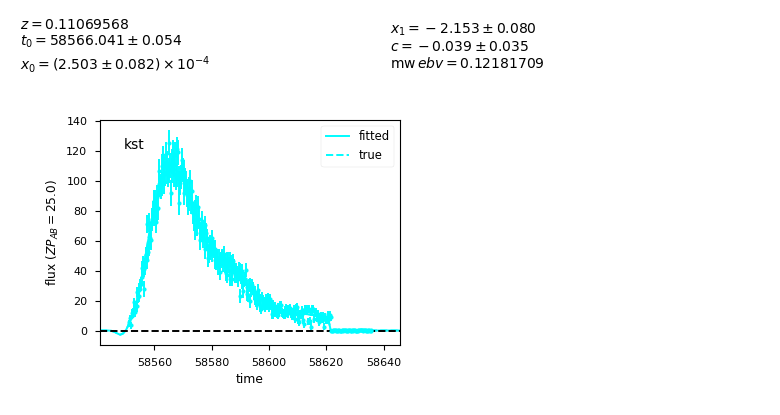 z = 0.11069568
t₀ = 58566.041 ± 0.054
x₀ = (2.503 ± 0.082) × 10⁻⁴
x₁ = −2.153 ± 0.080
c = −0.039 ± 0.035
mw ebv = 0.12181709
kst
fitted
true
flux (ZP_AB = 25.0)
140
120
100
80
60
40
20
0
58560 58580 58600 58620 58640
time